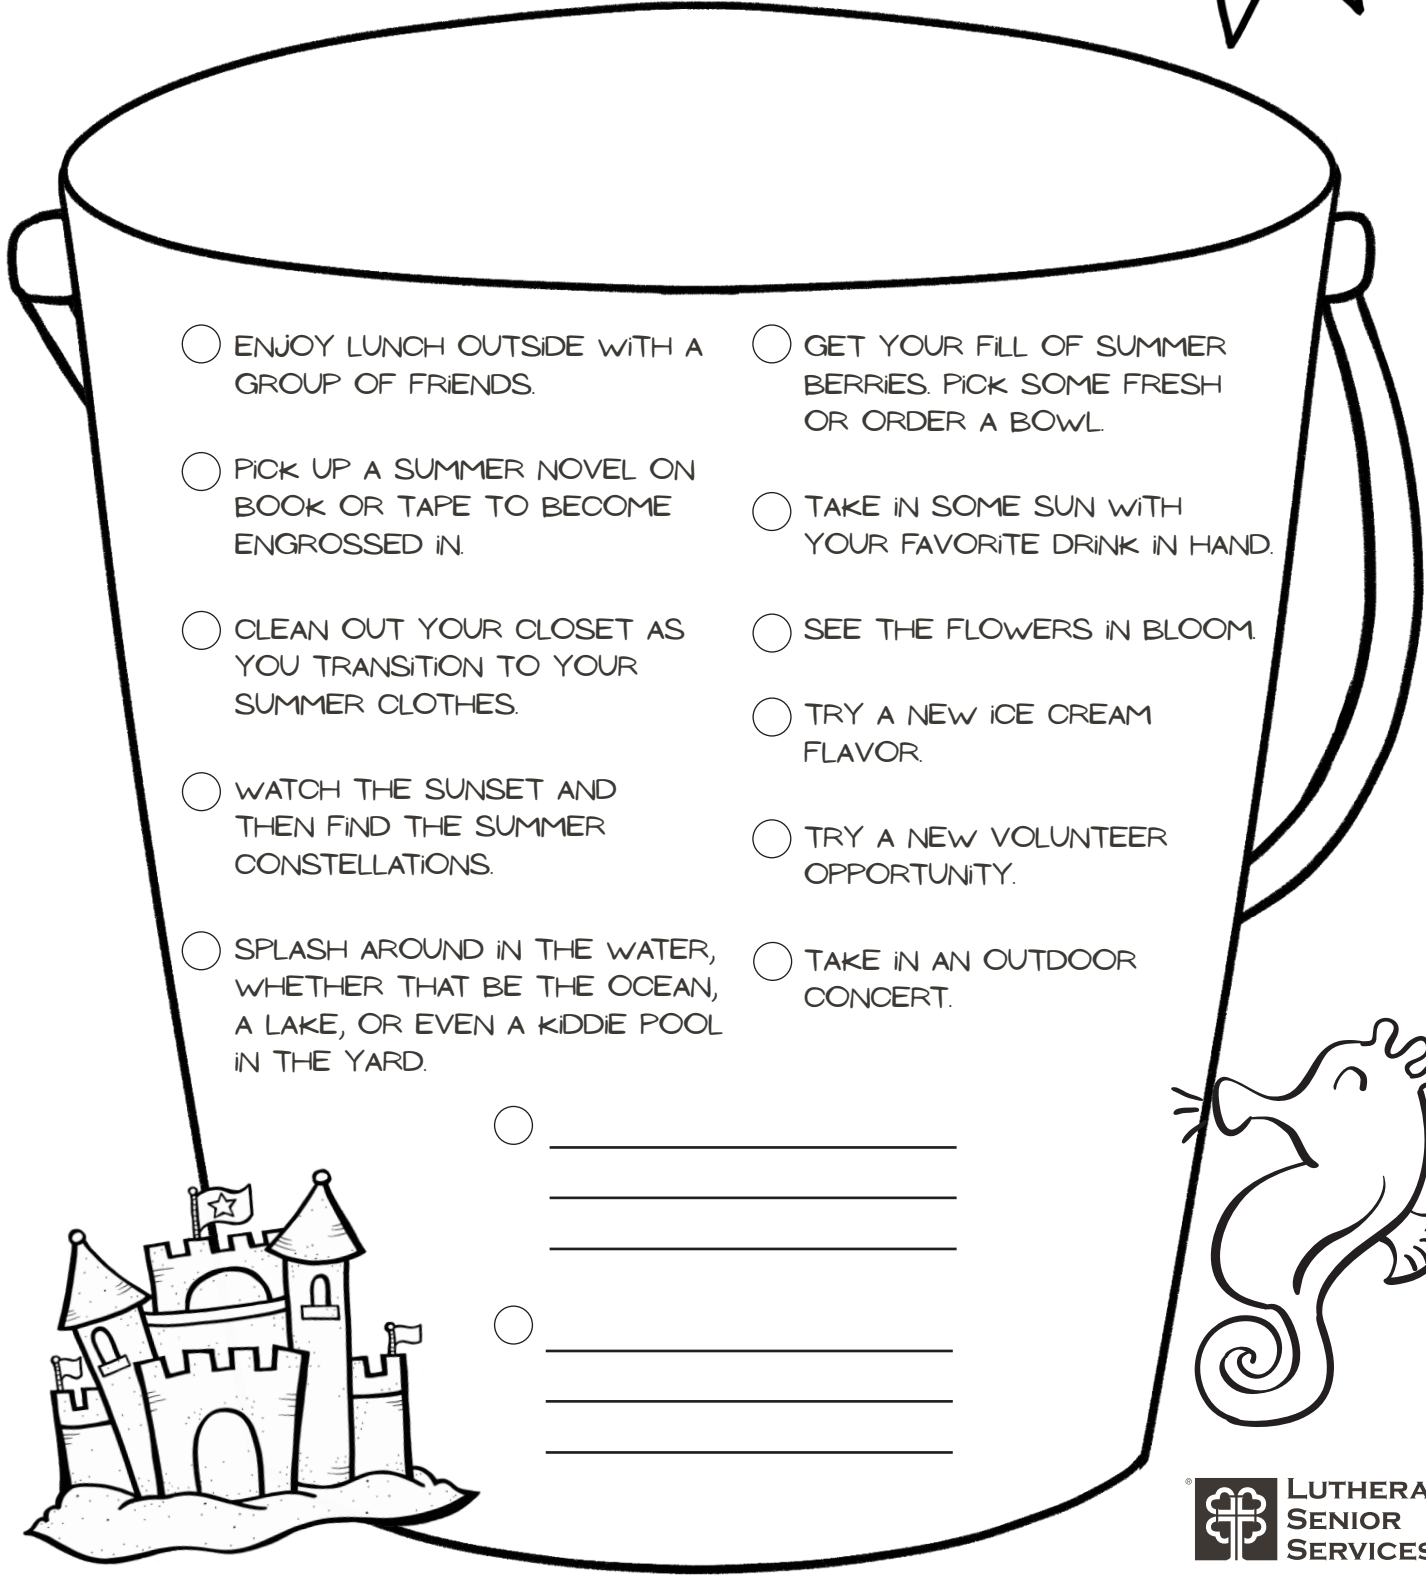 ENJOY LUNCH OUTSIDE WITH A
GROUP OF FRIENDS.
PICK UP A SUMMER NOVEL ON
BOOK OR TAPE TO BECOME
ENGROSSED IN.
CLEAN OUT YOUR CLOSET AS
YOU TRANSITION TO YOUR
SUMMER CLOTHES.
WATCH THE SUNSET AND
THEN FIND THE SUMMER
CONSTELLATIONS.
SPLASH AROUND IN THE WATER,
WHETHER THAT BE THE OCEAN,
A LAKE, OR EVEN A KIDDIE POOL
IN THE YARD.
GET YOUR FILL OF SUMMER
BERRIES. PICK SOME FRESH
OR ORDER A BOWL.
TAKE IN SOME SUN WITH
YOUR FAVORITE DRINK IN HAND.
SEE THE FLOWERS IN BLOOM.
TRY A NEW ICE CREAM
FLAVOR.
TRY A NEW VOLUNTEER
OPPORTUNITY.
TAKE IN AN OUTDOOR
CONCERT.
® LUTHERA
SENIOR
SERVICES